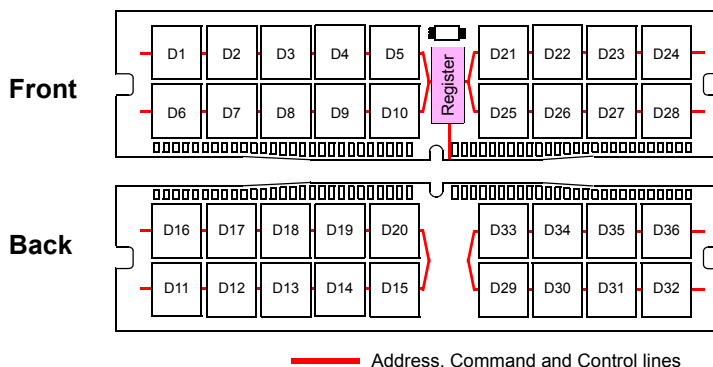 D1 D2 D3 D4 D5 D21 D22 D23 D24
Front
Register
D6 D7 D8 D9 D10 D25 D26 D27 D28
D16 D17 D18 D19 D20 D33 D34 D35 D36
Back
D11 D12 D13 D14 D15 D29 D30 D31 D32
Address, Command and Control lines